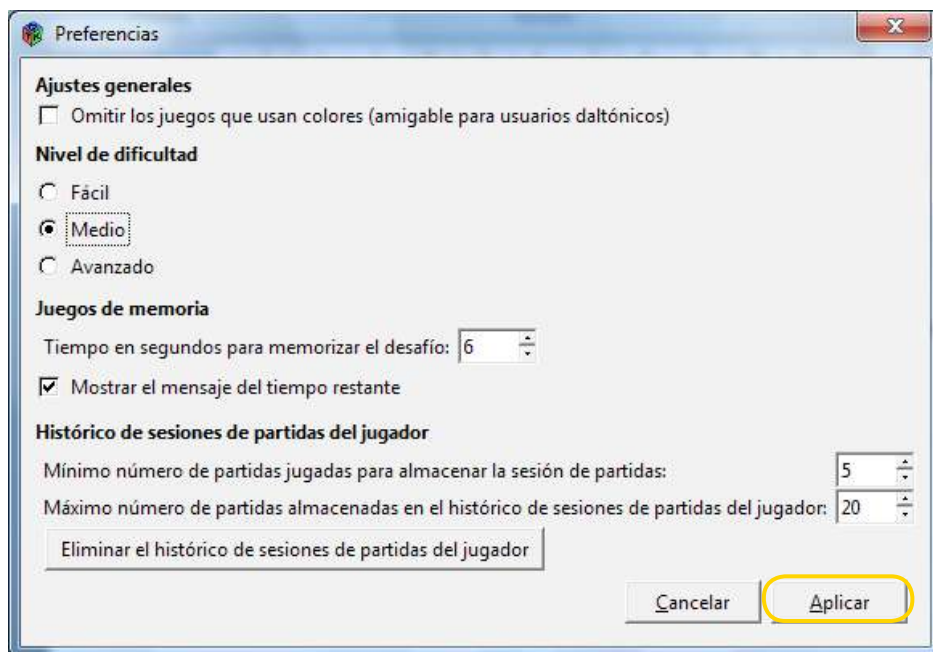 Preferencias
Ajustes generales
Omitir los juegos que usan colores (amigable para usuarios daltónicos)
Nivel de dificultad
Fácil
Medio
Avanzado
Juegos de memoria
Tiempo en segundos para memorizar el desafío: 6
Mostrar el mensaje del tiempo restante
Histórico de sesiones de partidas del jugador
Mínimo número de partidas jugadas para almacenar la sesión de partidas: 5
Máximo número de partidas almacenadas en el histórico de sesiones de partidas del jugador: 20
Eliminar el histórico de sesiones de partidas del jugador
Cancelar Aplicar